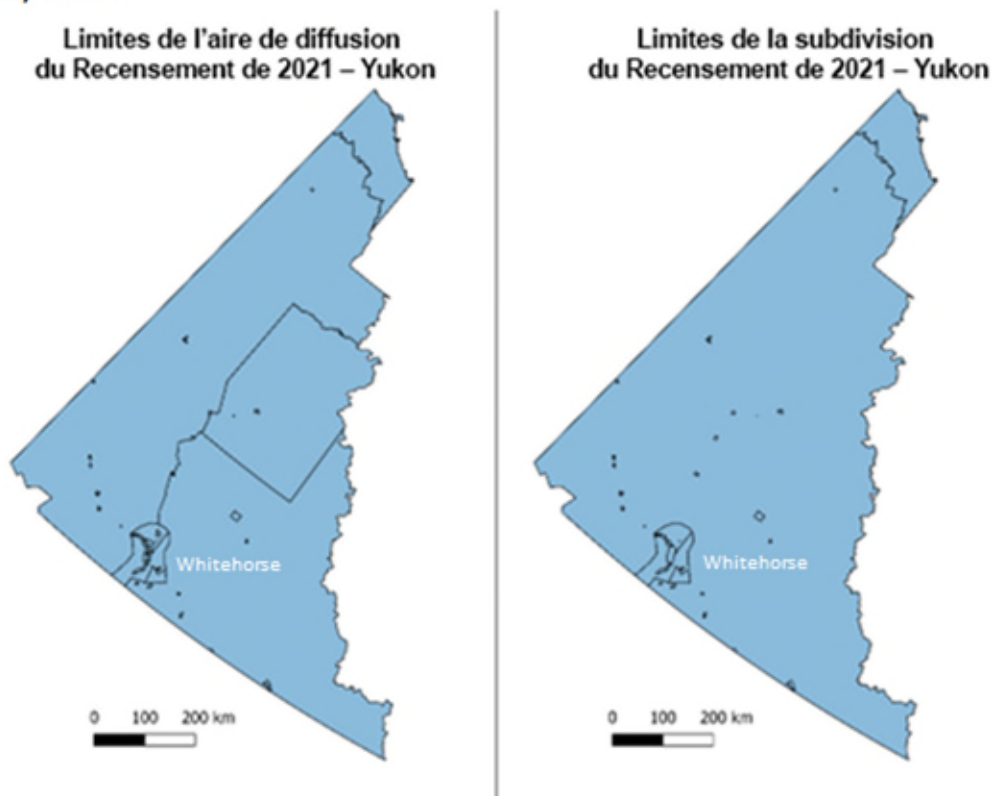 Limites de l'aire de diffusion
du Recensement de 2021 – Yukon
Whitehorse
0 100 200 km
Limites de la subdivision
du Recensement de 2021 – Yukon
Whitehorse
0 100 200 km